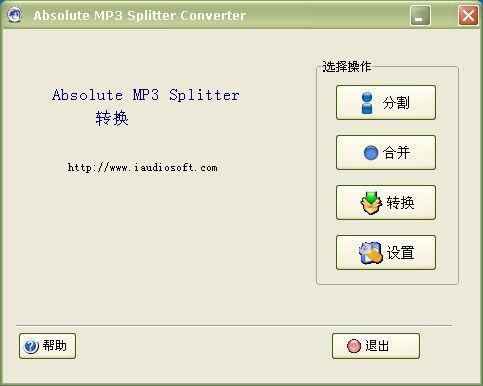 Absolute MP3 Splitter Converter
选择操作
Absolute MP3 Splitter
转换
http://www.iaudiosoft.com
分割
合并
转换
设置
帮助
退出